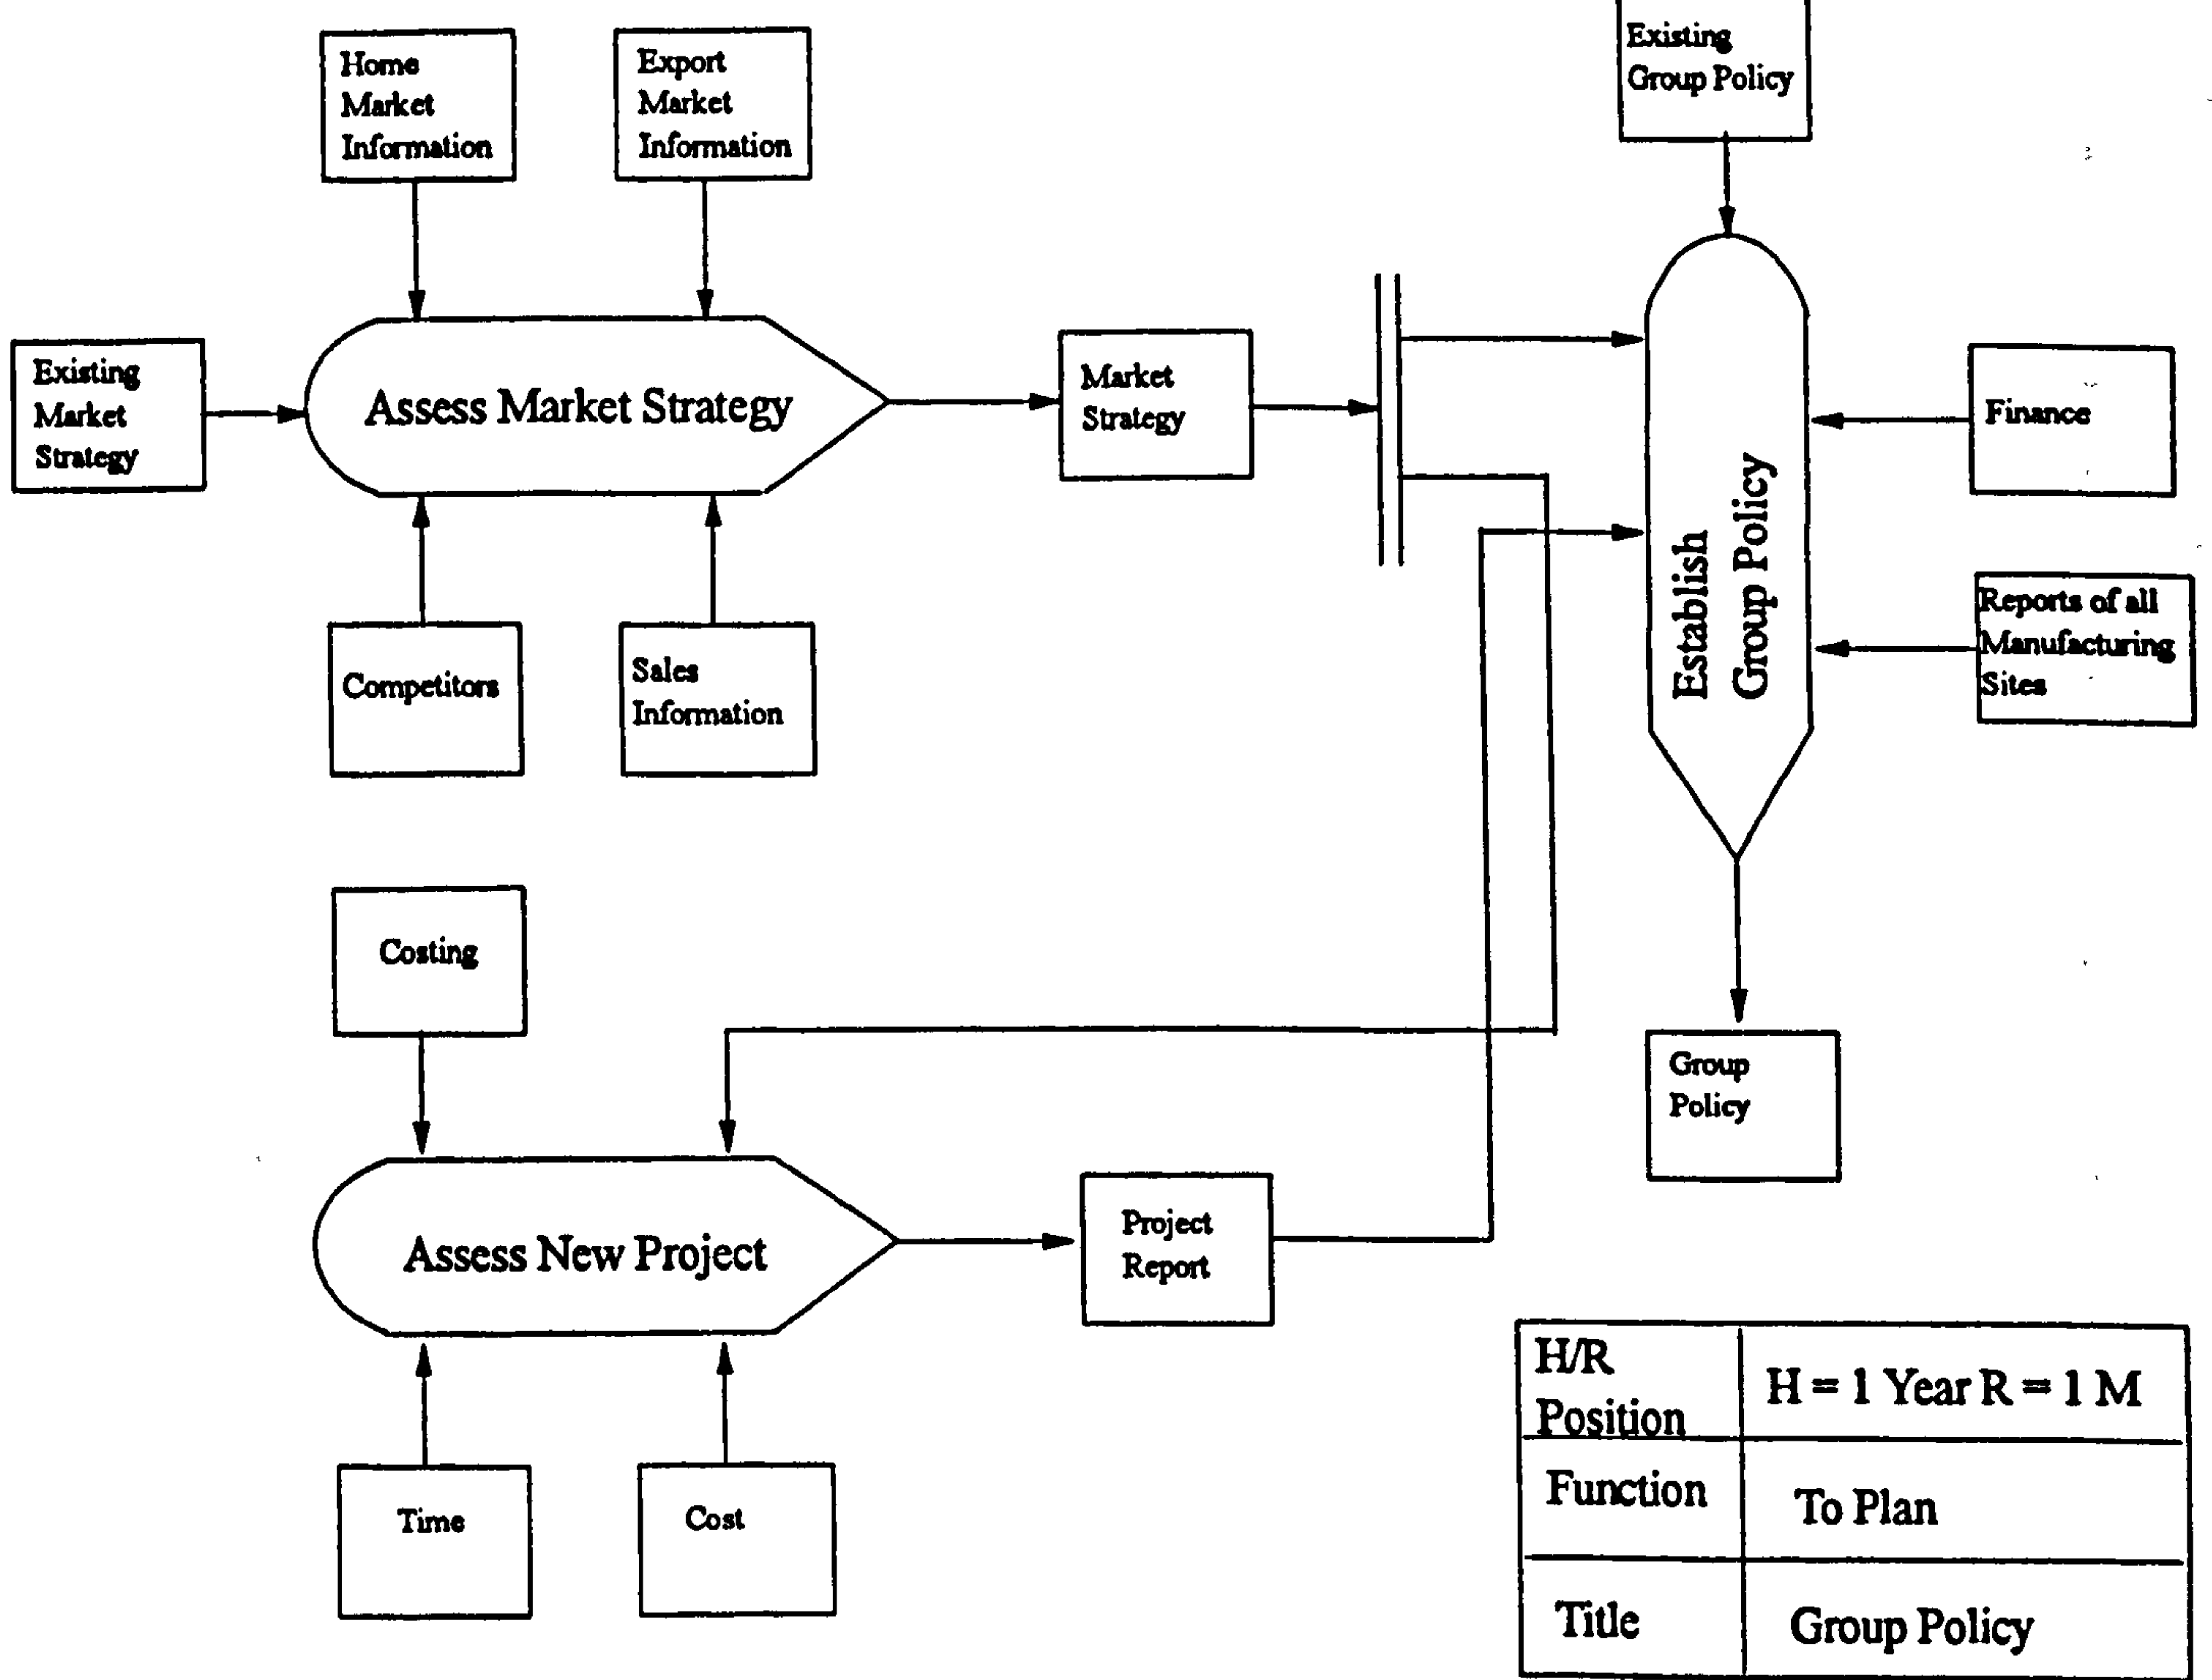 Home
Market
Information
Export
Market
Information
Existing
Group Policy
Existing
Market
Strategy
Assess Market Strategy
Market
Strategy
Finance
Establish
Group Policy
Reports of all
Manufacturing
Sites
Competitors
Sales
Information
Costing
Group
Policy
Assess New Project
Project
Report
Time
Cost
H/R
Position
H = 1 Year R = 1 M
Function
To Plan
Title
Group Policy